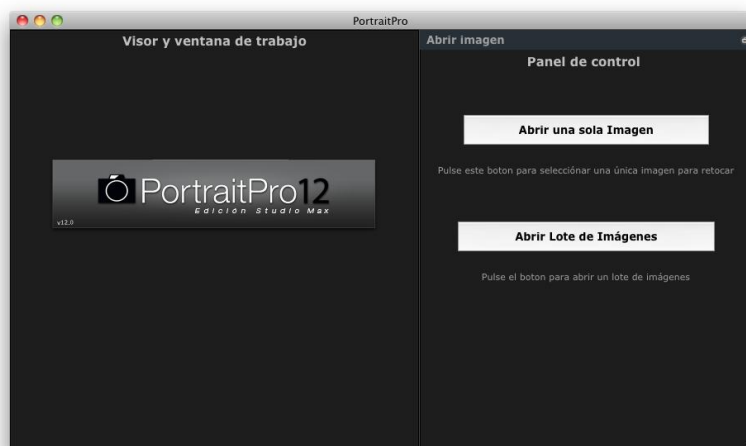 PortraitPro
Visor y ventana de trabajo
PortraitPro12
Edición Studio Max
v12.0
Abrir imagen
Panel de control
Abrir una sola Imagen
Pulse este boton para selecciónar una única imagen para retocar
Abrir Lote de Imágenes
Pulse el boton para abrir un lote de imágenes